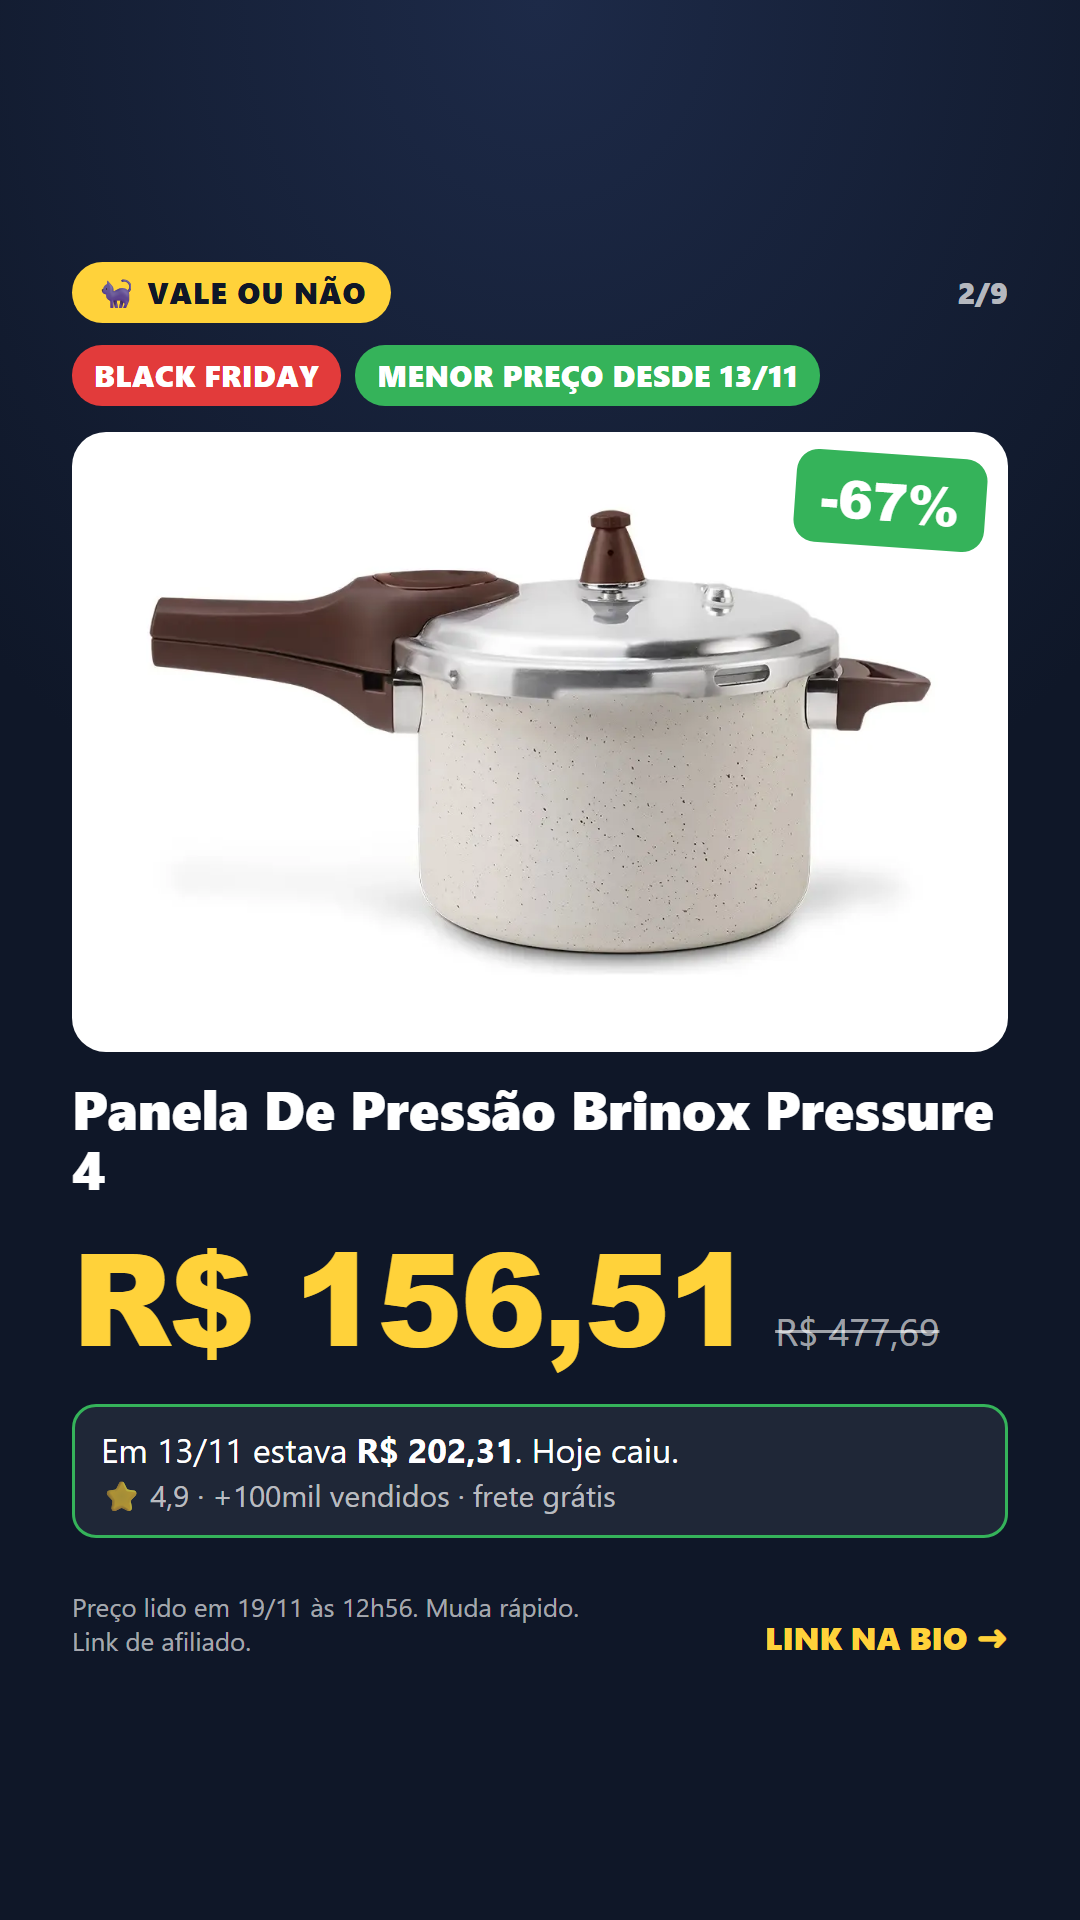 VALE OU NÃO
2/9
BLACK FRIDAY
MENOR PREÇO DESDE 13/11
-67%
Panela De Pressão Brinox Pressure
4
R$ 156,51
R$ 477,69
Em 13/11 estava R$ 202,31. Hoje caiu.
4,9 · +100mil vendidos · frete grátis
Preço lido em 19/11 às 12h56. Muda rápido.
Link de afiliado.
LINK NA BIO →